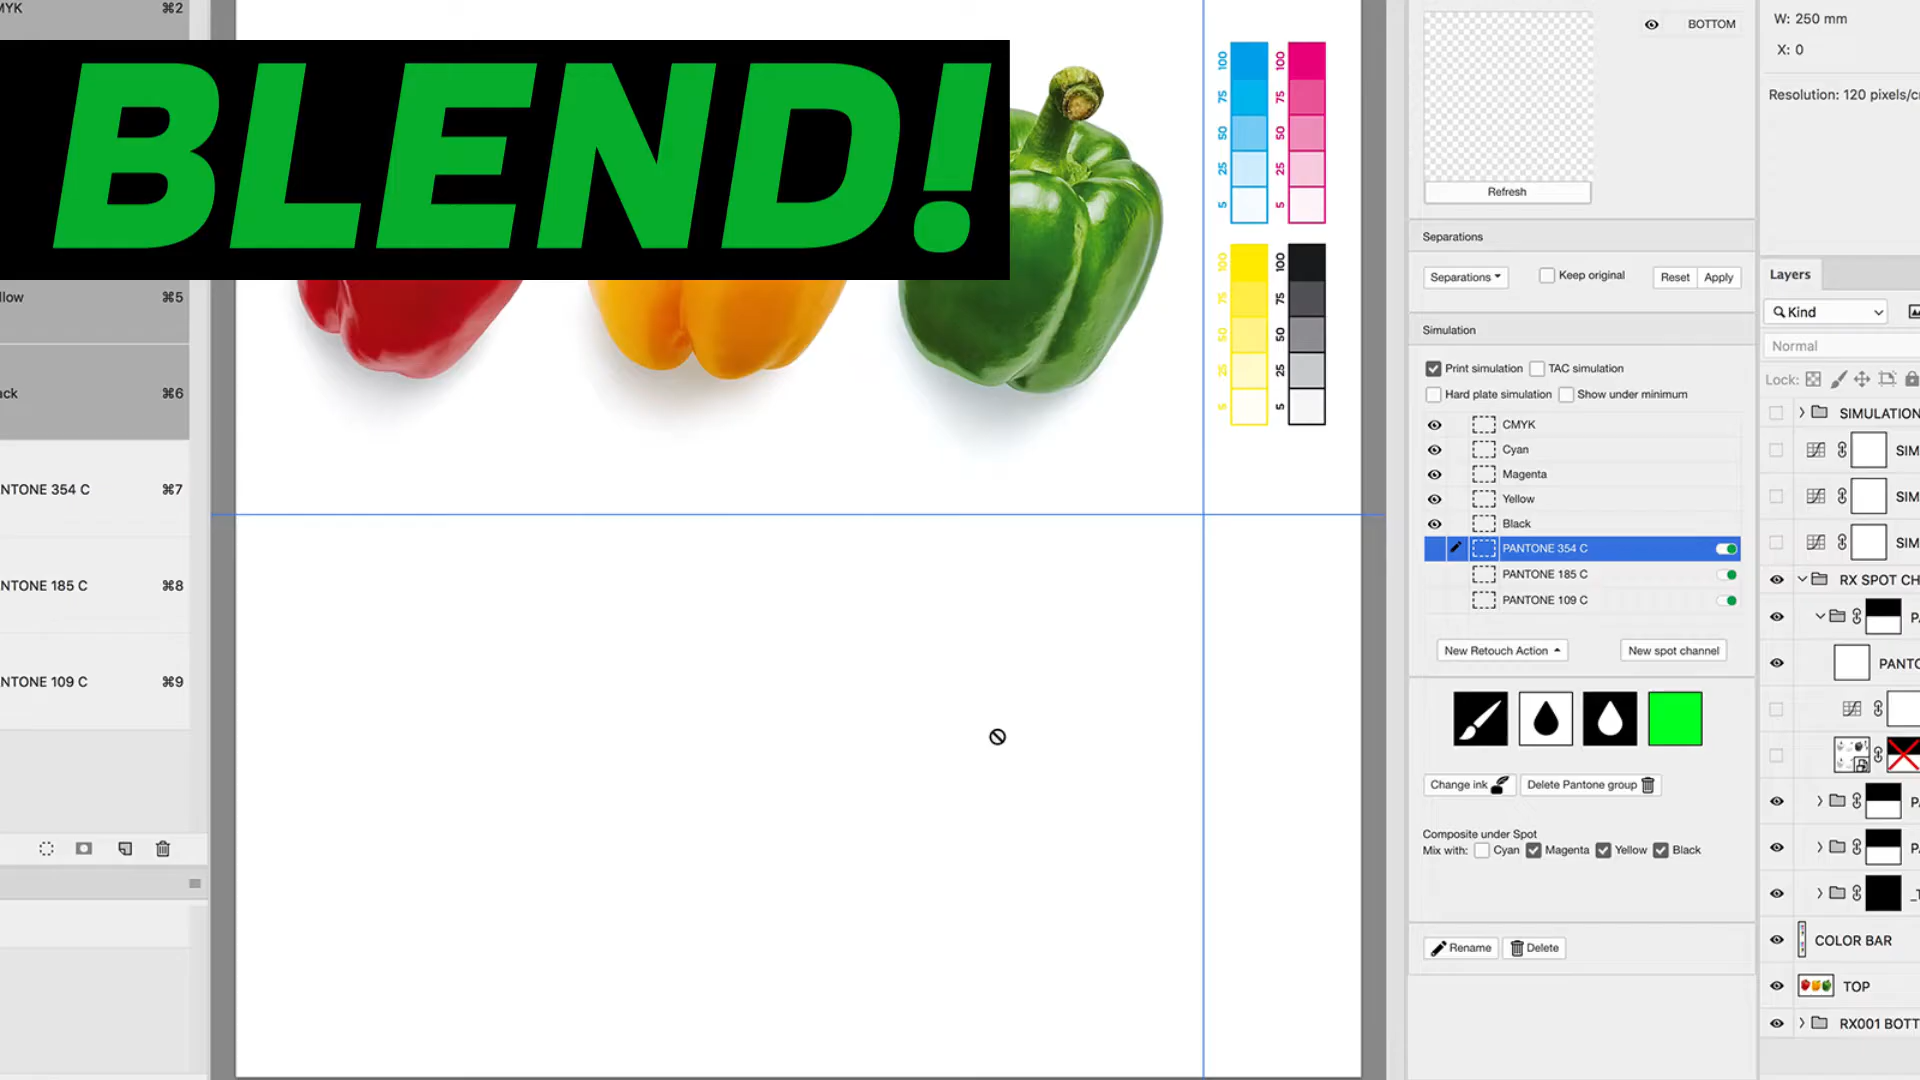 BLEND!
MYK ⌘2
llow ⌘5
ack ⌘6
NTONE 354 C ⌘7
NTONE 185 C ⌘8
NTONE 109 C ⌘9
100 75 50 25 5
100 75 50 25 5
100 75 50 25 5
100 75 50 25 5
BOTTOM
Refresh
Separations
Separations Keep original Reset Apply
Simulation
Print simulation TAC simulation
Hard plate simulation Show under minimum
CMYK
Cyan
Magenta
Yellow
Black
PANTONE 354 C
PANTONE 185 C
PANTONE 109 C
New Retouch Action New spot channel
Change ink Delete Pantone group
Composite under Spot
Mix with: Cyan Magenta Yellow Black
Rename Delete
W: 250 mm
X: 0
Resolution: 120 pixels/c
Layers
Kind
Normal
Lock:
SIMULATION
SIM
SIM
SIM
RX SPOT CH
P
PANTO
P
P
_
COLOR BAR
TOP
RX001 BOTT